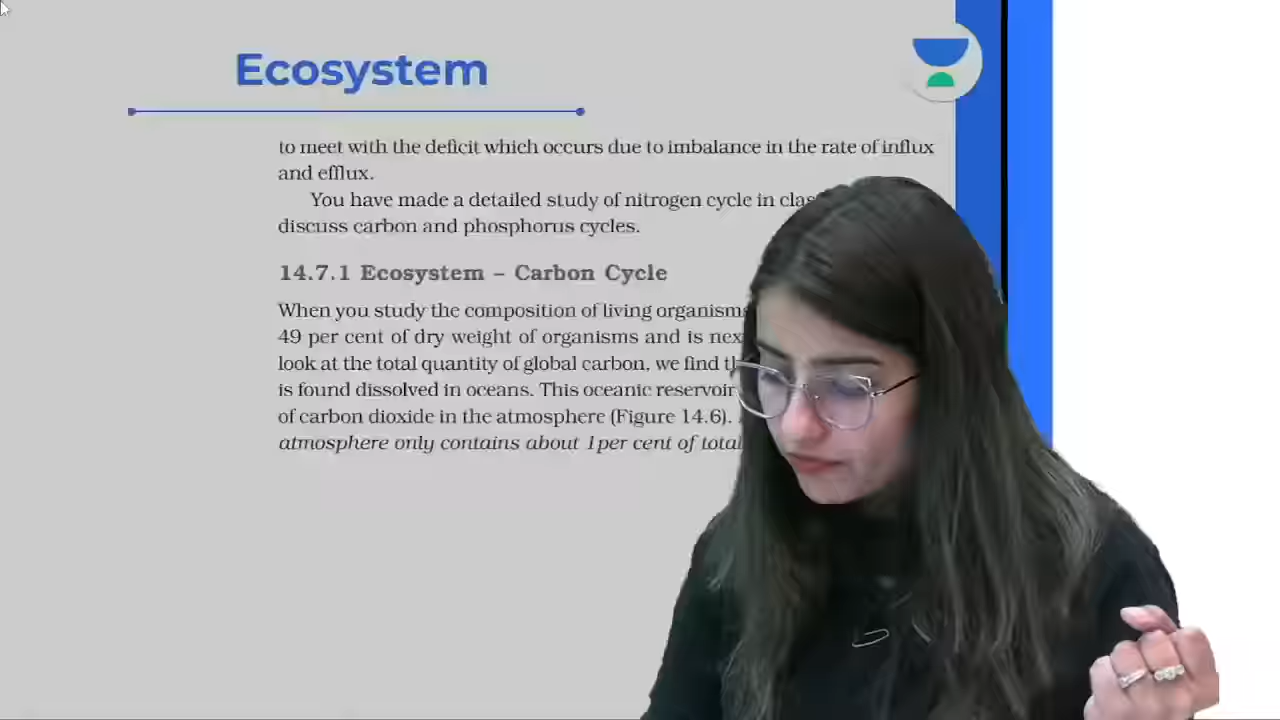 Ecosystem
to meet with the deficit which occurs due to imbalance in the rate of influx
and efflux.
You have made a detailed study of nitrogen cycle in
discuss carbon and phosphorus cycles.
14.7.1 Ecosystem – Carbon Cycle
When you study the composition of living
49 per cent of dry weight of organisms and is
look at the total quantity of global carbon, we find
is found dissolved in oceans. This oceanic reservoir
of carbon dioxide in the atmosphere (Figure 14.6).
atmosphere only contains about 1per cent of total